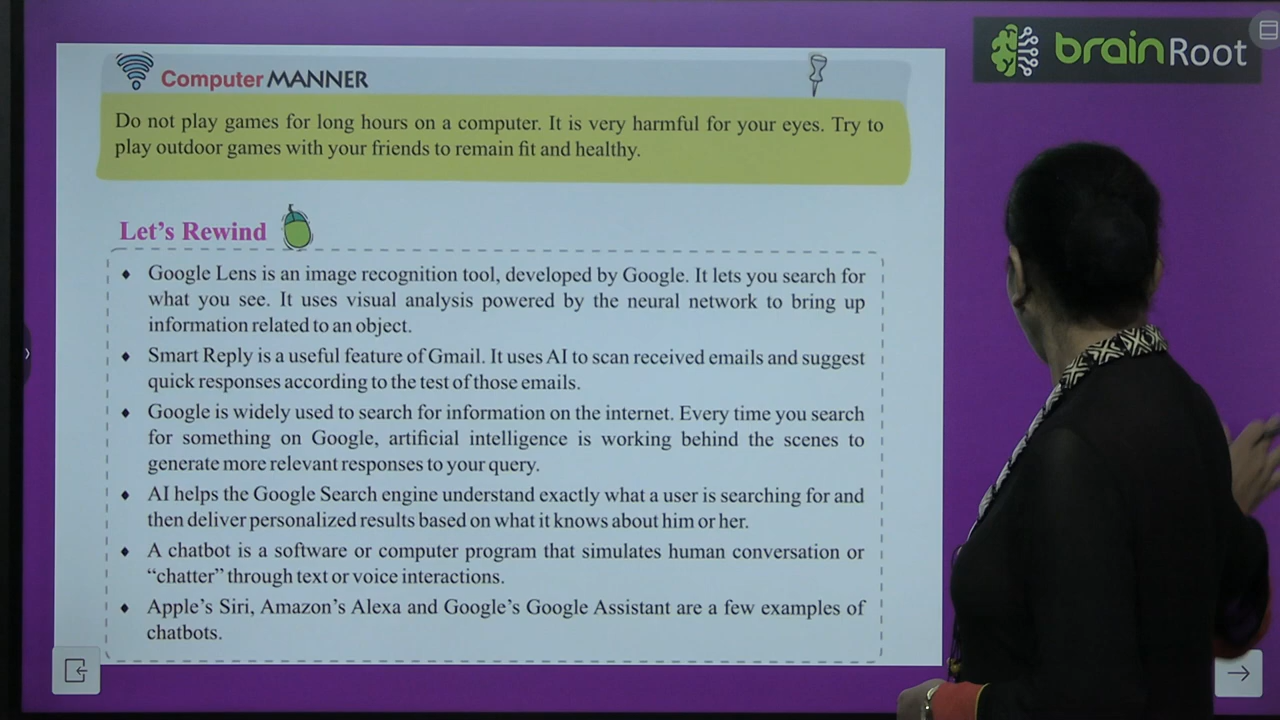 brainRoot
Computer MANNER
Do not play games for long hours on a computer. It is very harmful for your eyes. Try to
play outdoor games with your friends to remain fit and healthy.
Let's Rewind
♦ Google Lens is an image recognition tool, developed by Google. It lets you search for
what you see. It uses visual analysis powered by the neural network to bring up
information related to an object.
♦ Smart Reply is a useful feature of Gmail. It uses AI to scan received emails and suggest
quick responses according to the test of those emails.
♦ Google is widely used to search for information on the internet. Every time you search
for something on Google, artificial intelligence is working behind the scenes to
generate more relevant responses to your query.
♦ AI helps the Google Search engine understand exactly what a user is searching for and
then deliver personalized results based on what it knows about him or her.
♦ A chatbot is a software or computer program that simulates human conversation or
“chatter” through text or voice interactions.
♦ Apple's Siri, Amazon's Alexa and Google's Google Assistant are a few examples of
chatbots.